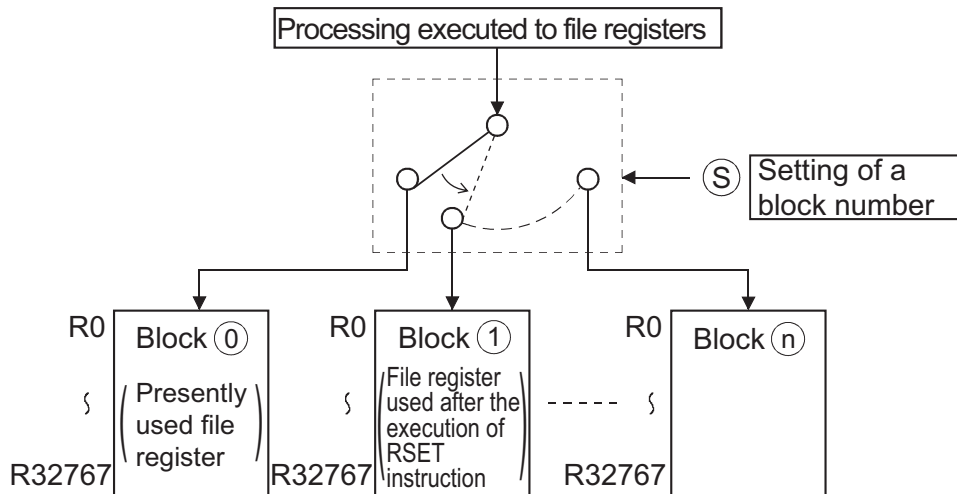 Processing executed to file registers
S
Setting of a
block number
R0
Block 0
Presently
used file
register
R32767
R0
Block 1
File register
used after the
execution of
RSET
instruction
R32767
R0
Block n
R32767